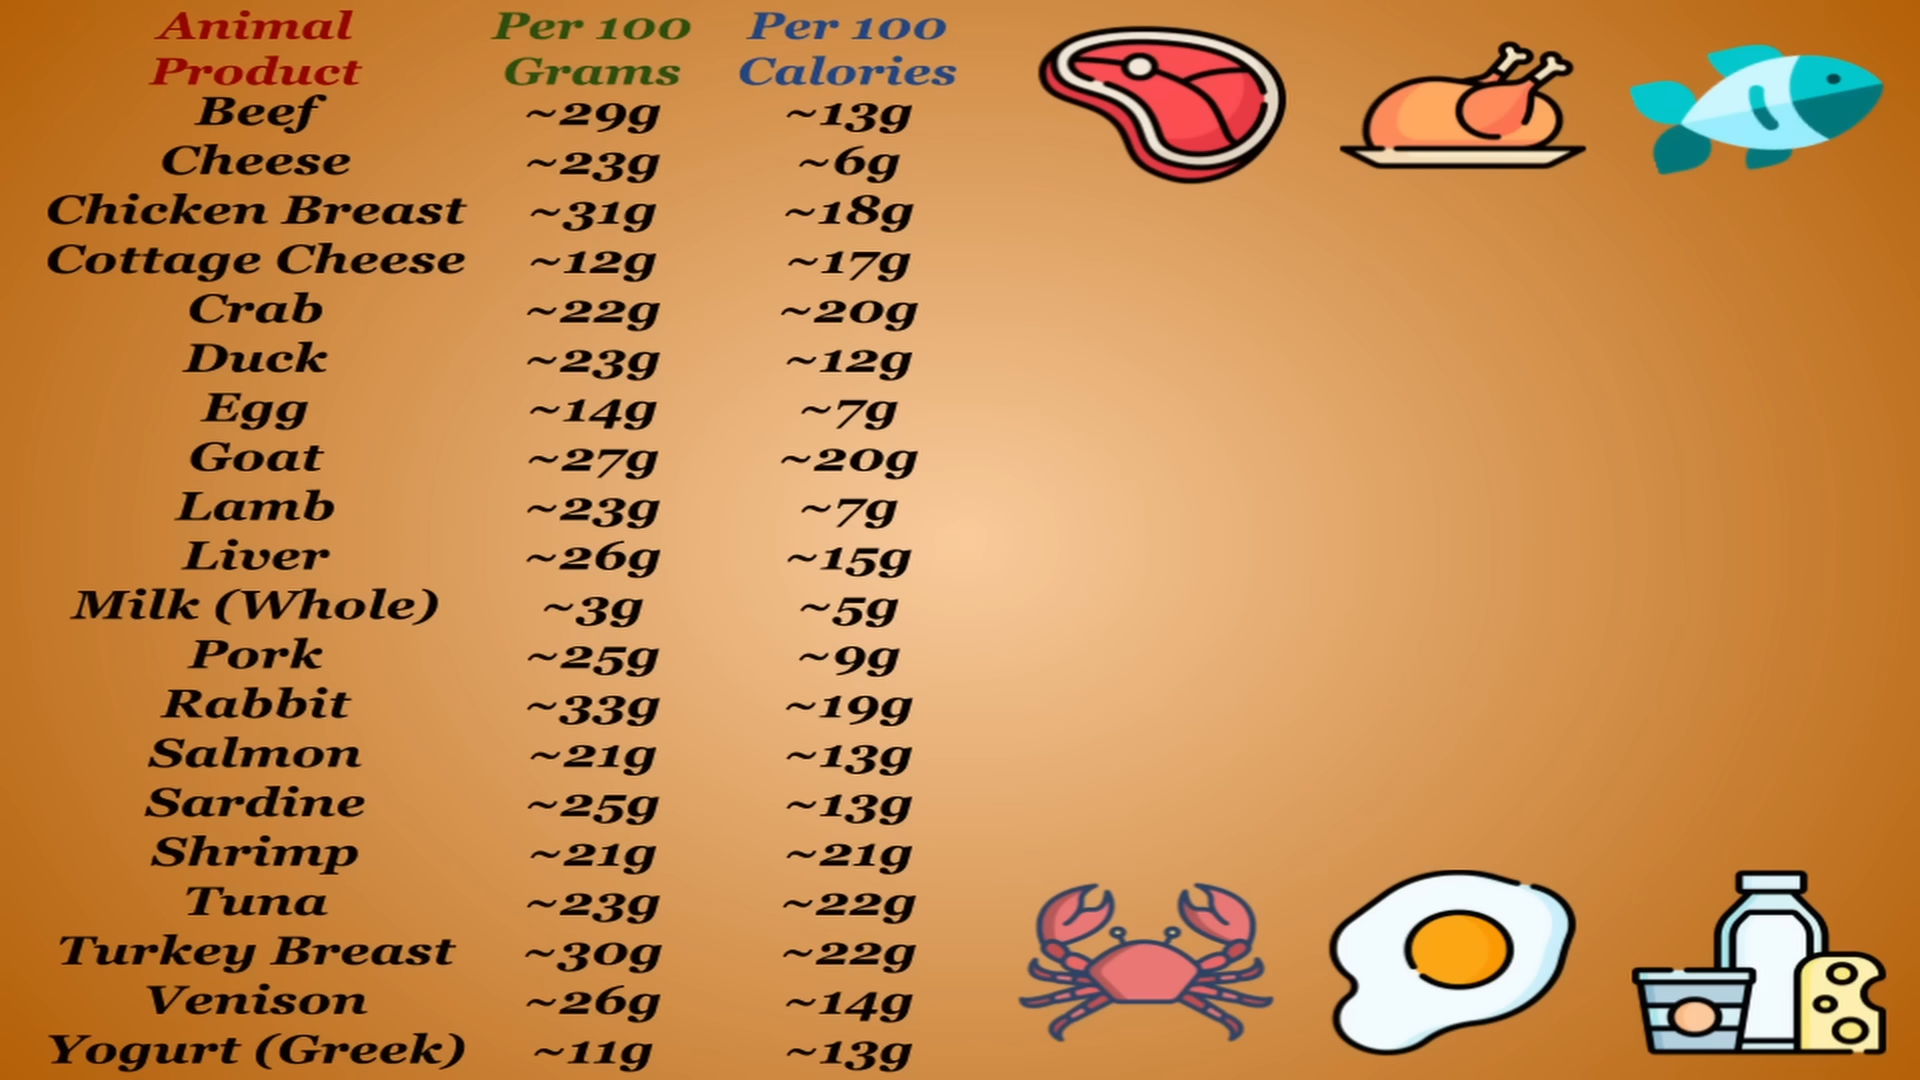 Animal Product Per 100 Grams Per 100 Calories
Beef ~29g ~13g
Cheese ~23g ~6g
Chicken Breast ~31g ~18g
Cottage Cheese ~12g ~17g
Crab ~22g ~20g
Duck ~23g ~12g
Egg ~14g ~7g
Goat ~27g ~20g
Lamb ~23g ~7g
Liver ~26g ~15g
Milk (Whole) ~3g ~5g
Pork ~25g ~9g
Rabbit ~33g ~19g
Salmon ~21g ~13g
Sardine ~25g ~13g
Shrimp ~21g ~21g
Tuna ~23g ~22g
Turkey Breast ~30g ~22g
Venison ~26g ~14g
Yogurt (Greek) ~11g ~13g